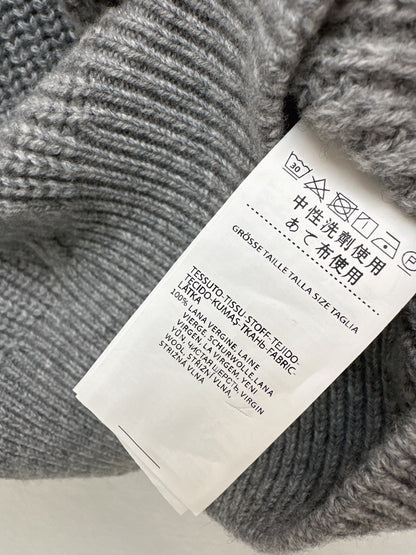 30
P
中性洗剤使用
あて布使用
GRÖSSE TAILLE TALLA SIZE TAGLIA
TESSUTO-TISSU-STOFF-TEJIDO-
TECIDO-KUMAŞ-ТКАНЬ-FABRIC-
LÁTKA
100% LANA VERGINE, LAINE
VIERGE, SCHURWOLLE, LANA
VIRGEN, LÃ VIRGEM, YENİ
YÜN, ЧИСТАЯ ШЕРСТЬ, VIRGIN
WOOL, STŘIŽNÍ VLNA,
STRIŽNÁ VLNA